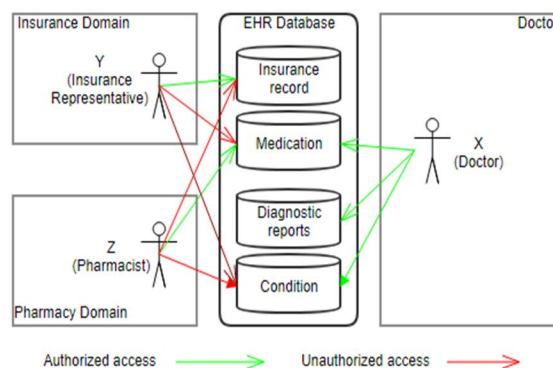 Insurance Domain
EHR Database
Docto
Y
(Insurance
Representative)
Insurance
record
Medication
X
(Doctor)
Diagnostic
reports
Z
(Pharmacist)
Condition
Pharmacy Domain
Authorized access
Unauthorized access